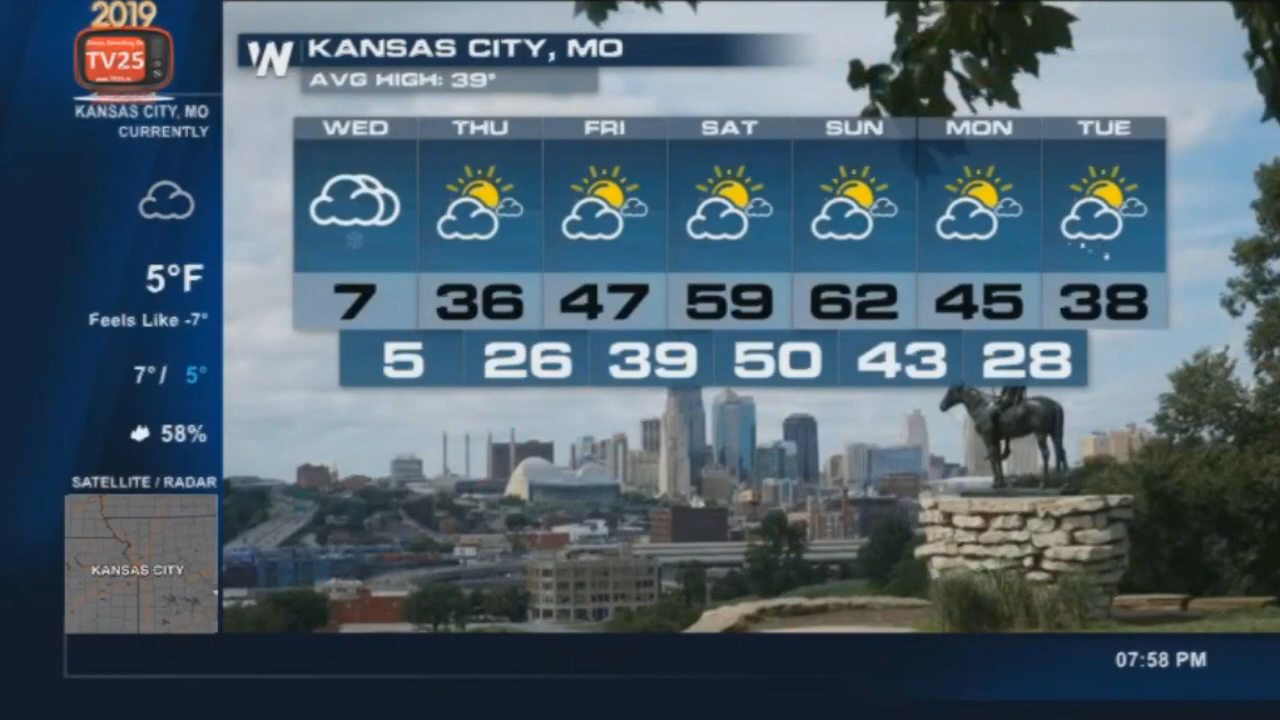 2019
TV25
KANSAS CITY, MO
CURRENTLY
5°F
Feels Like -7°
7° / 5°
58%
SATELLITE / RADAR
KANSAS CITY
W
KANSAS CITY, MO
AVG HIGH: 39°
WED THU FRI SAT SUN MON TUE
7 36 47 59 62 45 38
5 26 39 50 43 28
07:58 PM